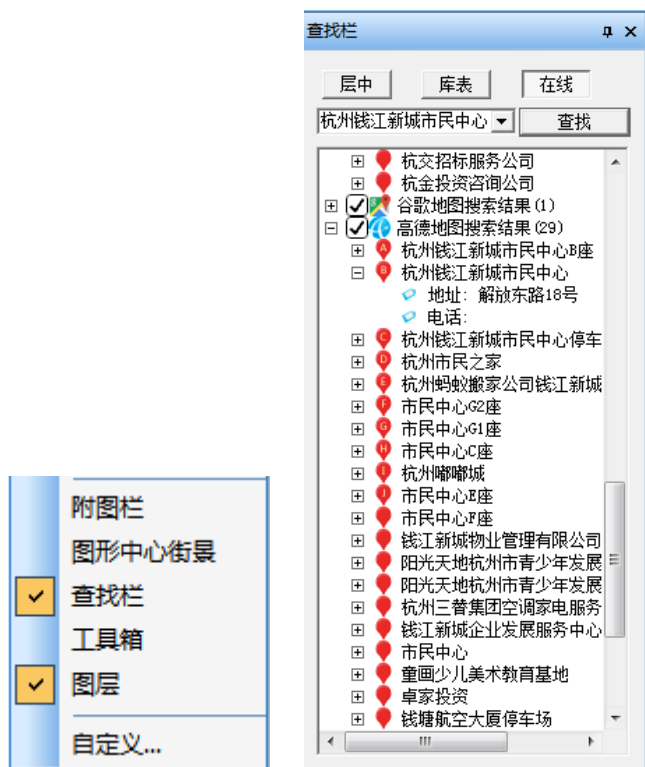 查找栏
层中 库表 在线
杭州钱江新城市民中心 查找
杭交招标服务公司
杭金投资咨询公司
谷歌地图搜索结果(1)
高德地图搜索结果(29)
A 杭州钱江新城市民中心B座
B 杭州钱江新城市民中心
地址: 解放东路18号
电话:
C 杭州钱江新城市民中心停车
D 杭州市民之家
E 杭州蚂蚁搬家公司钱江新城
F 市民中心G2座
G 市民中心G1座
H 市民中心C座
I 杭州嘟嘟城
J 市民中心E座
市民中心F座
钱江新城物业管理有限公司
阳光天地杭州市青少年发展
阳光天地杭州市青少年发展
杭州三替集团空调家电服务
钱江新城企业发展服务中心
市民中心
童画少儿美术教育基地
卓家投资
钱塘航空大厦停车场
附图栏
图形中心街景
查找栏
工具箱
图层
自定义...